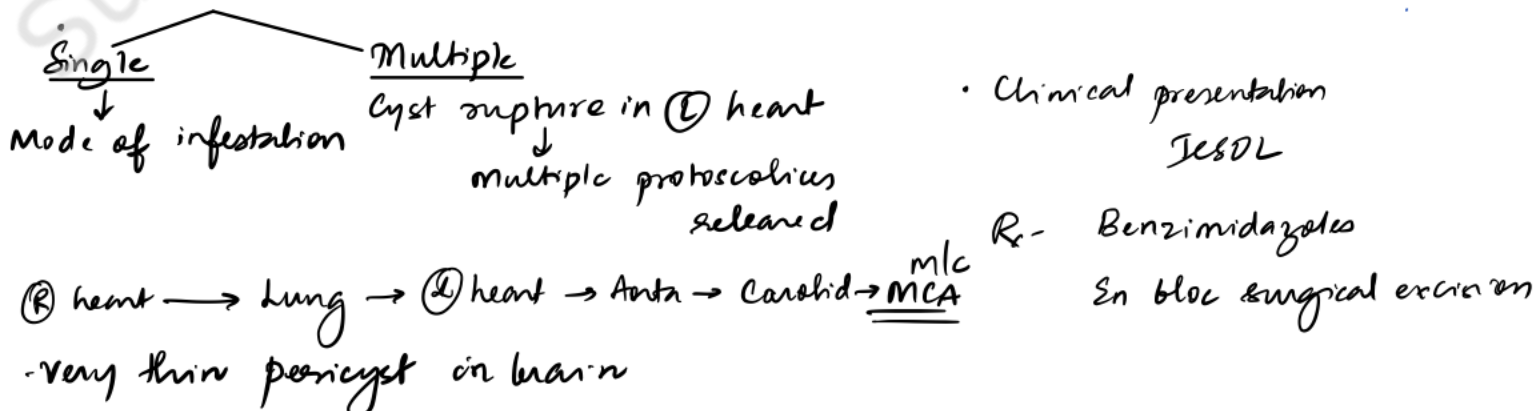 Single
↓
Mode of infestation
Multiple
Cyst rupture in Ⓛ heart
↓
Multiple protoscolices
released
Ⓡ heart → Lung → Ⓛ heart → Aorta → Carotid → MCA
m/c
- very thin pericyst in brain
• Clinical presentation
ICSOL
Rx - Benzimidazoles
En bloc surgical excision